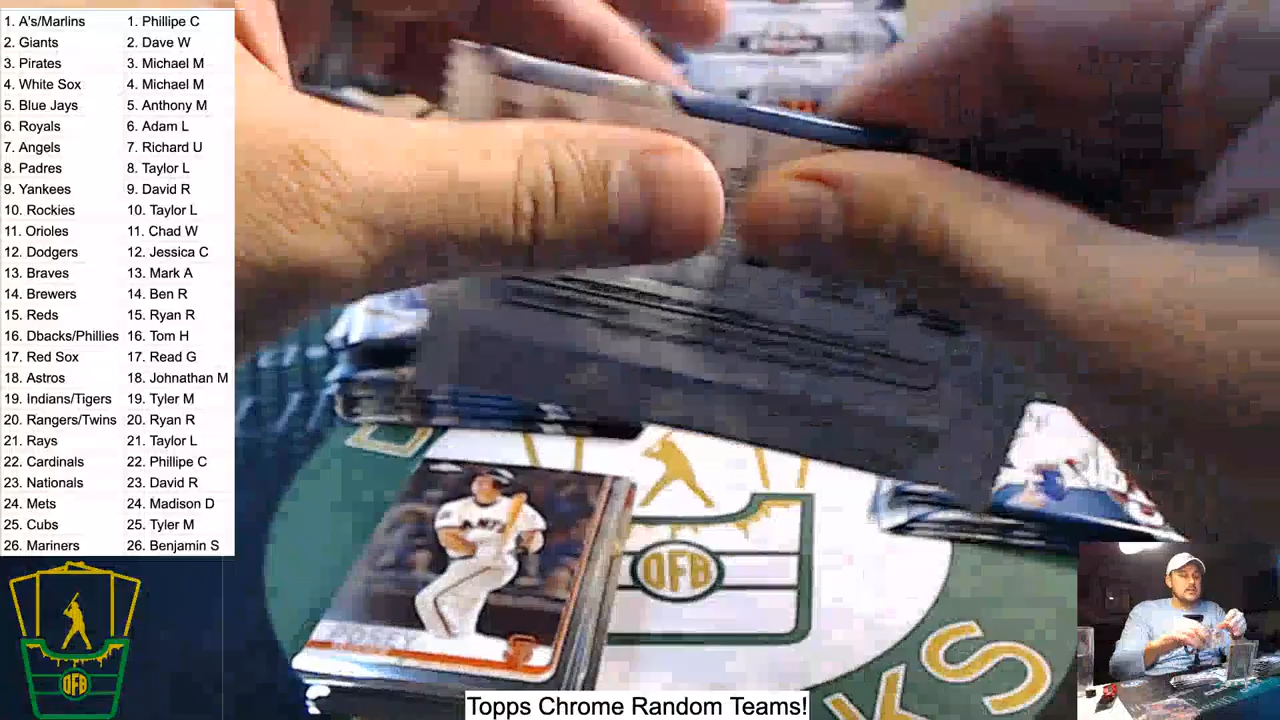 1. A's/Marlins 1. Phillipe C
2. Giants 2. Dave W
3. Pirates 3. Michael M
4. White Sox 4. Michael M
5. Blue Jays 5. Anthony M
6. Royals 6. Adam L
7. Angels 7. Richard U
8. Padres 8. Taylor L
9. Yankees 9. David R
10. Rockies 10. Taylor L
11. Orioles 11. Chad W
12. Dodgers 12. Jessica C
13. Braves 13. Mark A
14. Brewers 14. Ben R
15. Reds 15. Ryan R
16. Dbacks/Phillies 16. Tom H
17. Red Sox 17. Read G
18. Astros 18. Johnathan M
19. Indians/Tigers 19. Tyler M
20. Rangers/Twins 20. Ryan R
21. Rays 21. Taylor L
22. Cardinals 22. Phillipe C
23. Nationals 23. David R
24. Mets 24. Madison D
25. Cubs 25. Tyler M
26. Mariners 26. Benjamin S
OFB
OFB
KS
Topps Chrome Random Teams!